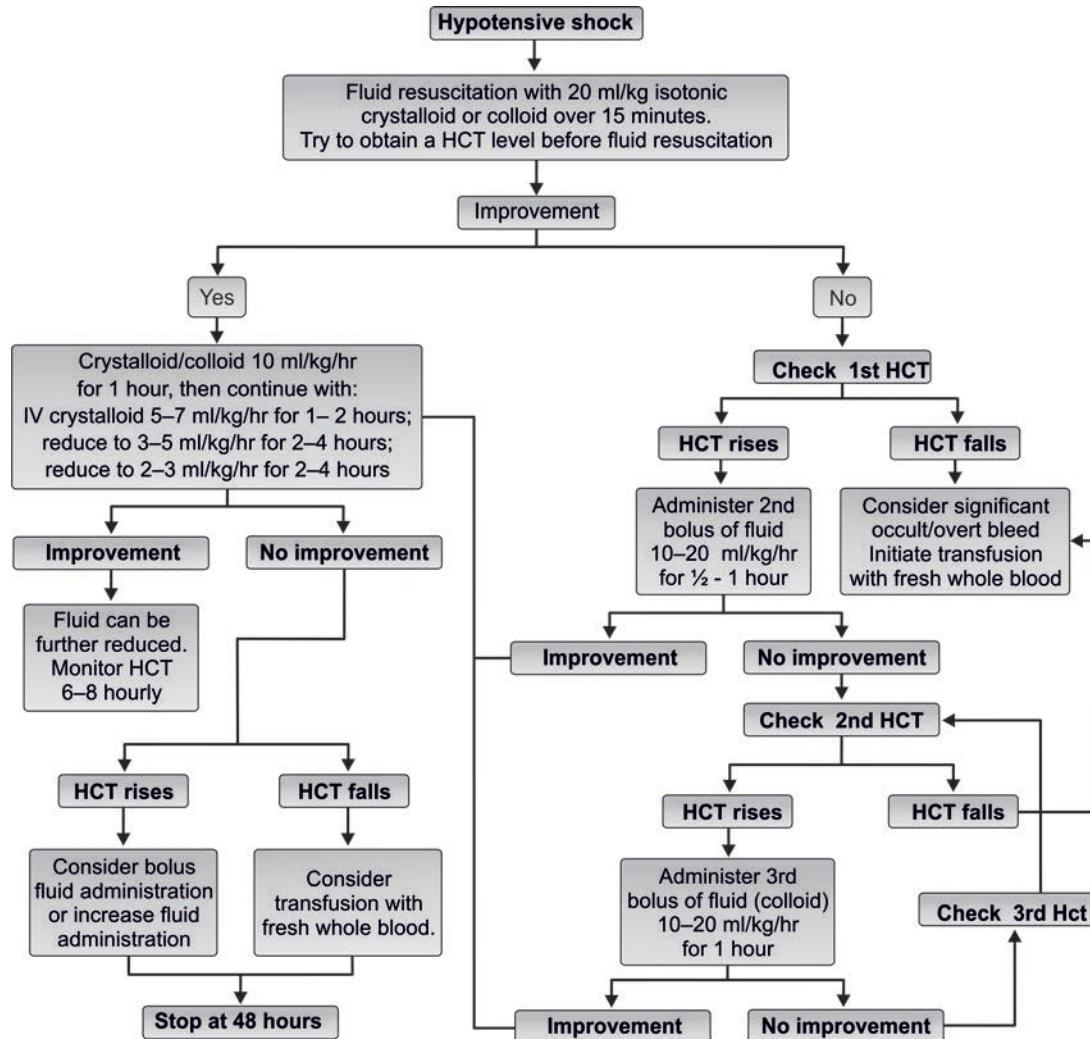 Hypotensive shock
Fluid resuscitation with 20 ml/kg isotonic
crystalloid or colloid over 15 minutes.
Try to obtain a HCT level before fluid resuscitation
Improvement
Yes
No
Crystalloid/colloid 10 ml/kg/hr
for 1 hour, then continue with:
IV crystalloid 5–7 ml/kg/hr for 1– 2 hours;
reduce to 3–5 ml/kg/hr for 2–4 hours;
reduce to 2–3 ml/kg/hr for 2–4 hours
Improvement
No improvement
Fluid can be
further reduced.
Monitor HCT
6–8 hourly
HCT rises
HCT falls
Consider bolus
fluid administration
or increase fluid
administration
Consider
transfusion with
fresh whole blood.
Stop at 48 hours
Check 1st HCT
HCT rises
HCT falls
Administer 2nd
bolus of fluid
10–20 ml/kg/hr
for ½ - 1 hour
Consider significant
occult/overt bleed
Initiate transfusion
with fresh whole blood
Improvement
No improvement
Check 2nd HCT
HCT rises
HCT falls
Administer 3rd
bolus of fluid (colloid)
10–20 ml/kg/hr
for 1 hour
Check 3rd Hct
Improvement
No improvement